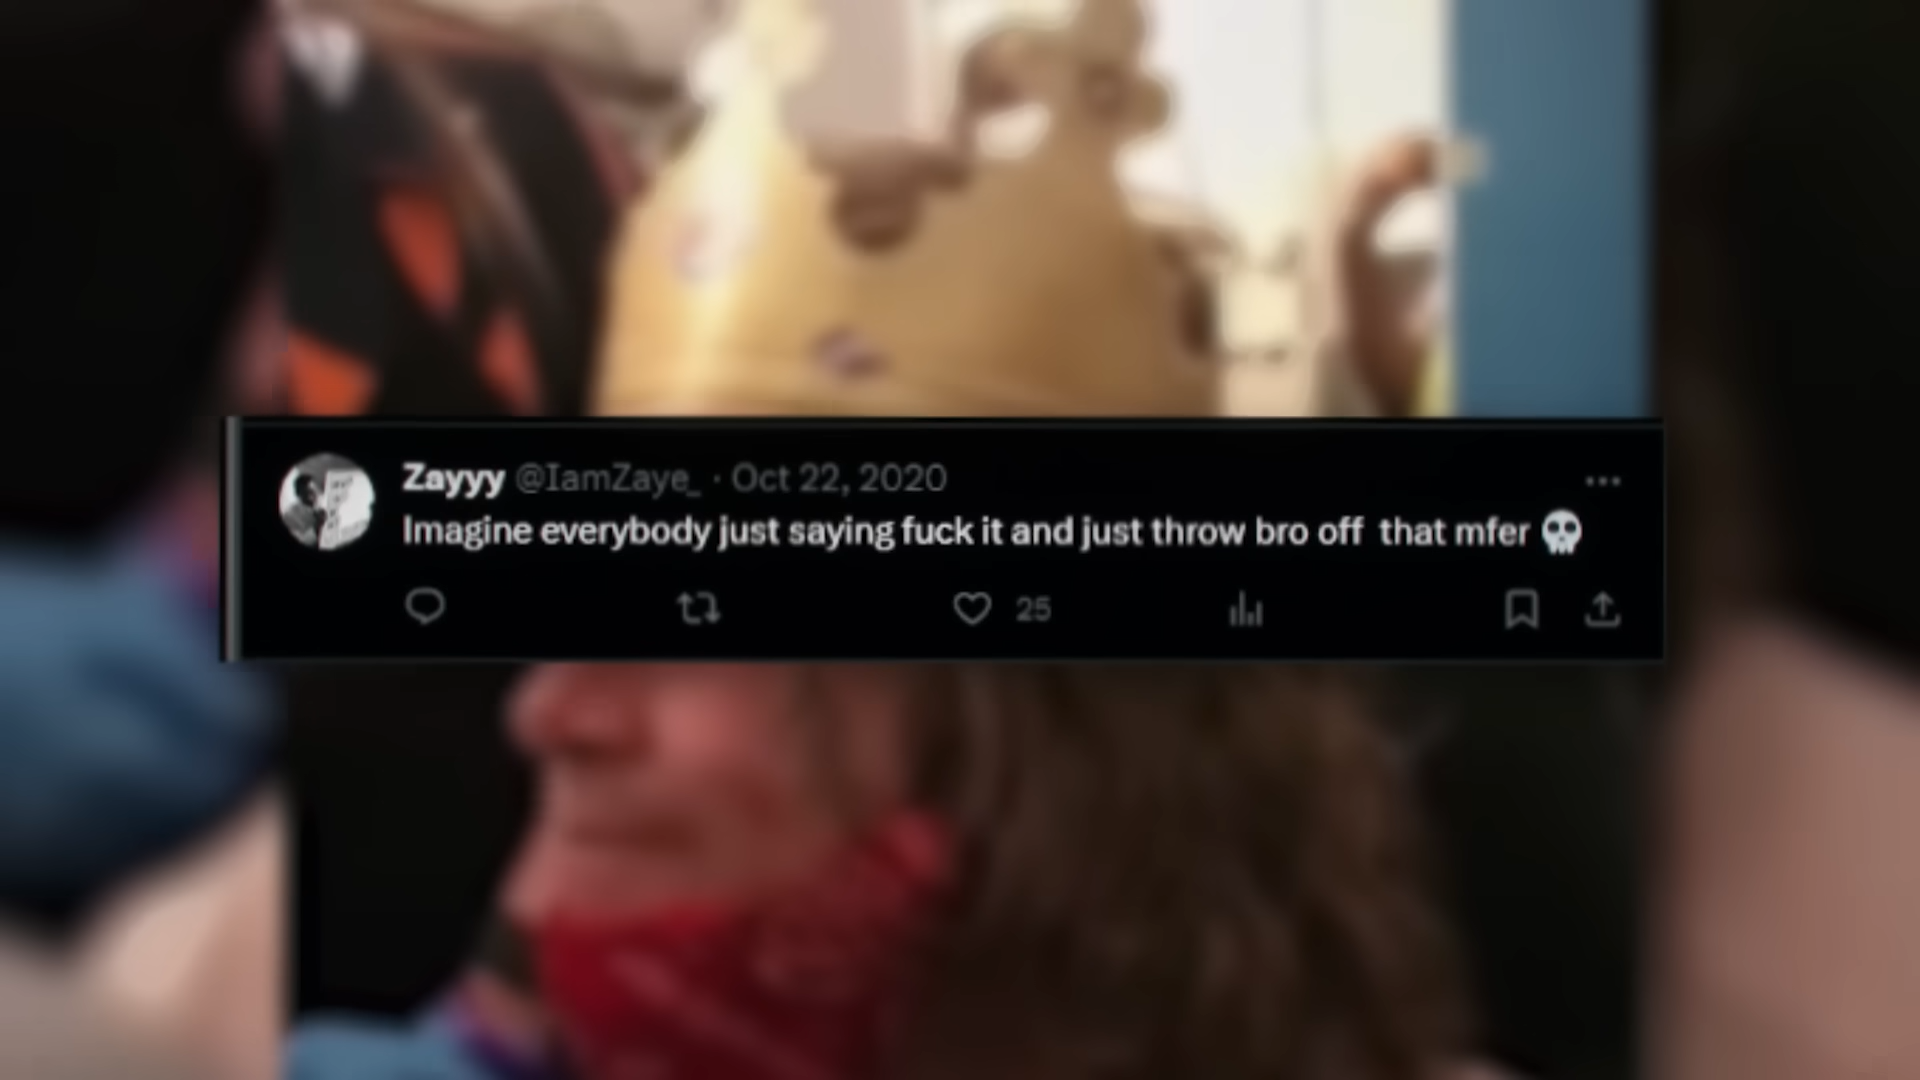 Zayyy @IamZaye_ · Oct 22, 2020
Imagine everybody just saying fuck it and just throw bro off that mfer 💀
25